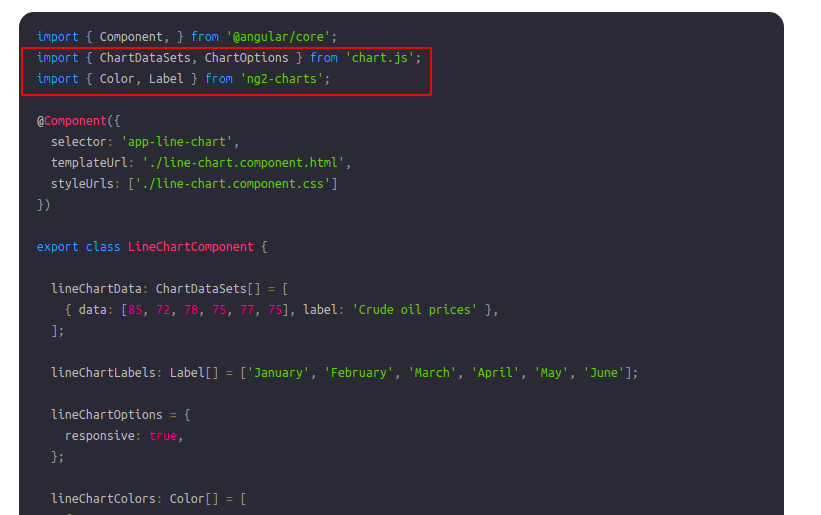 import { Component, } from '@angular/core';
import { ChartDataSets, ChartOptions } from 'chart.js';
import { Color, Label } from 'ng2-charts';
@Component({
selector: 'app-line-chart',
templateUrl: './line-chart.component.html',
styleUrls: ['./line-chart.component.css']
})
export class LineChartComponent {
lineChartData: ChartDataSets[] = [
{ data: [85, 72, 78, 75, 77, 75], label: 'Crude oil prices' },
];
lineChartLabels: Label[] = ['January', 'February', 'March', 'April', 'May', 'June'];
lineChartOptions = {
responsive: true,
};
lineChartColors: Color[] = [